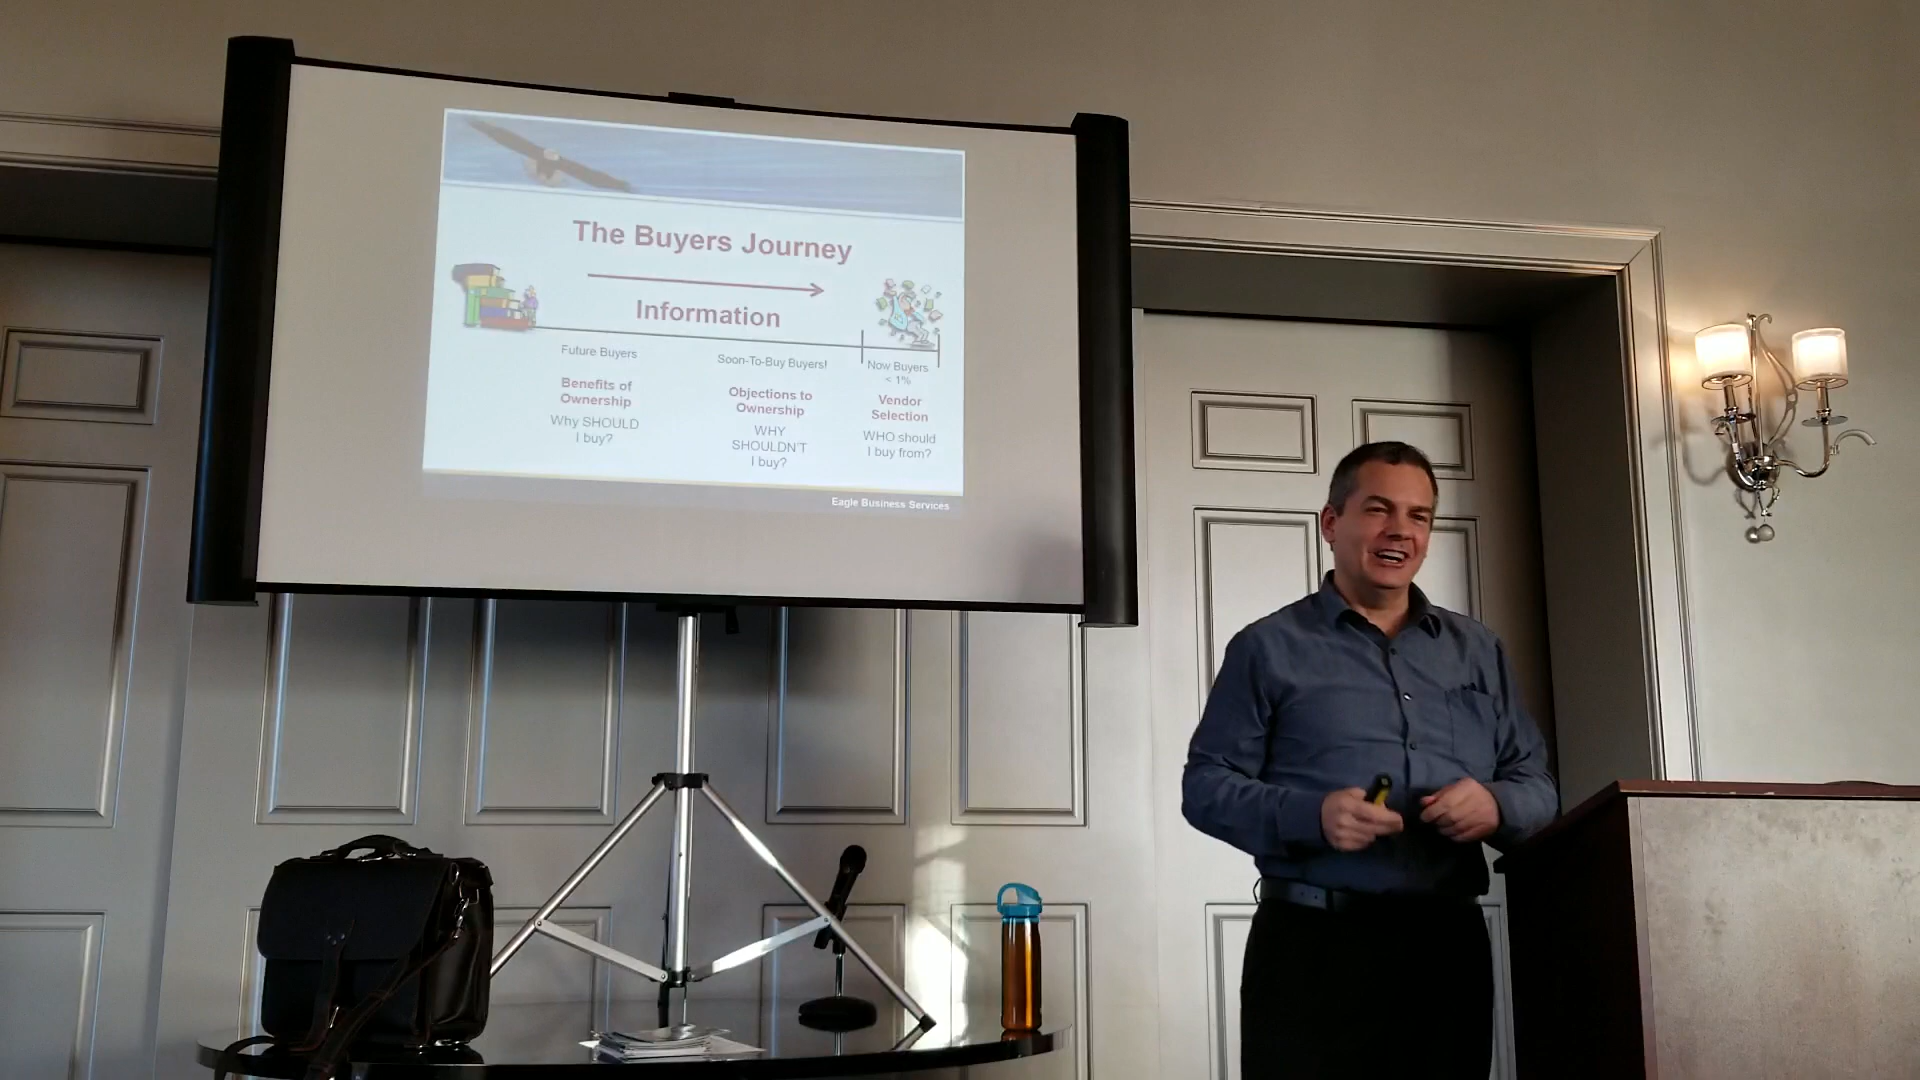 The Buyers Journey
Information
Future Buyers
Benefits of
Ownership
Why SHOULD
I buy?
Soon-To-Buy Buyers!
Objections to
Ownership
WHY
SHOULDN'T
I buy?
Now Buyers
< 1%
Vendor
Selection
WHO should
I buy from?
Eagle Business Services